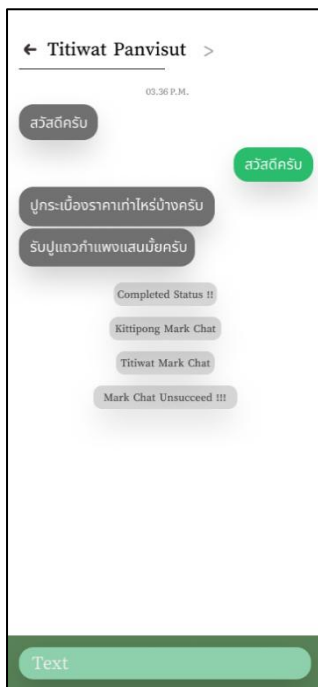 ← Titiwat Panvisut >
03.36 P.M.
สวัสดีครับ
สวัสดีครับ
ปูกระเบื้องราคาเท่าไหร่บ้างครับ
รับปูแถวกำแพงแสนมั้ยครับ
Completed Status !!
Kittipong Mark Chat
Titiwat Mark Chat
Mark Chat Unsucceed !!!
Text